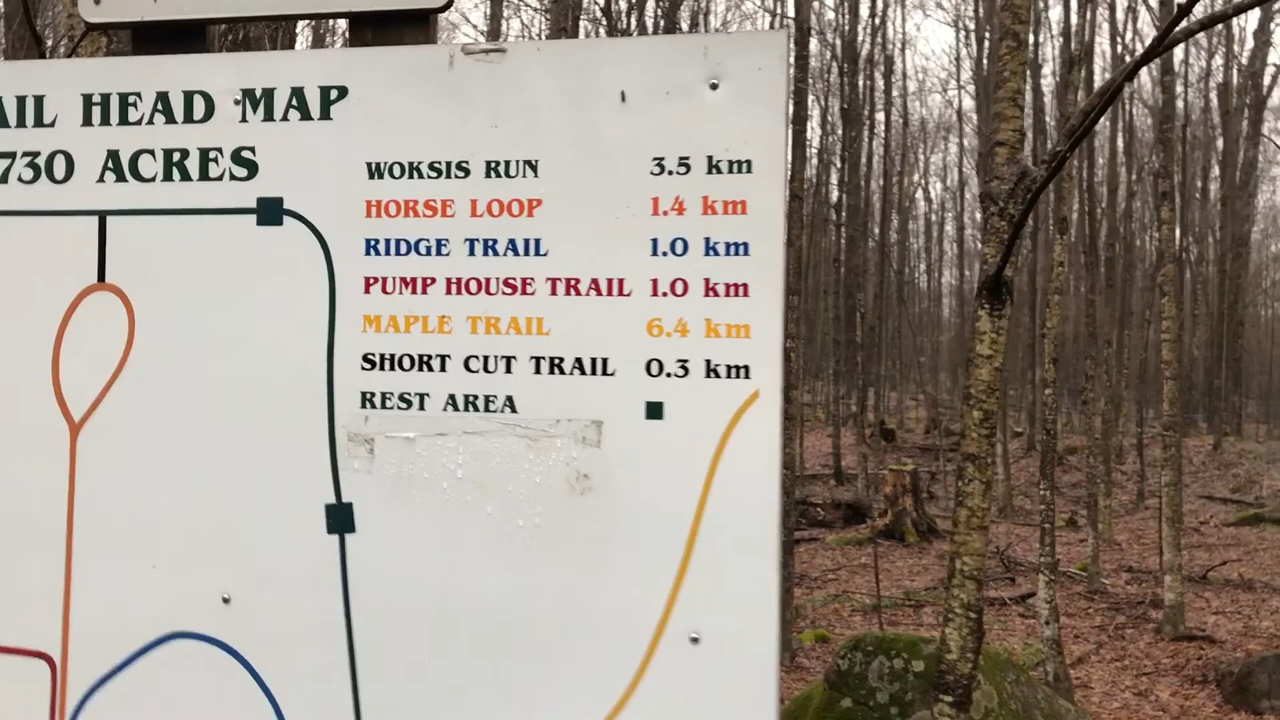 AIL HEAD MAP
730 ACRES
WOKSIS RUN 3.5 km
HORSE LOOP 1.4 km
RIDGE TRAIL 1.0 km
PUMP HOUSE TRAIL 1.0 km
MAPLE TRAIL 6.4 km
SHORT CUT TRAIL 0.3 km
REST AREA